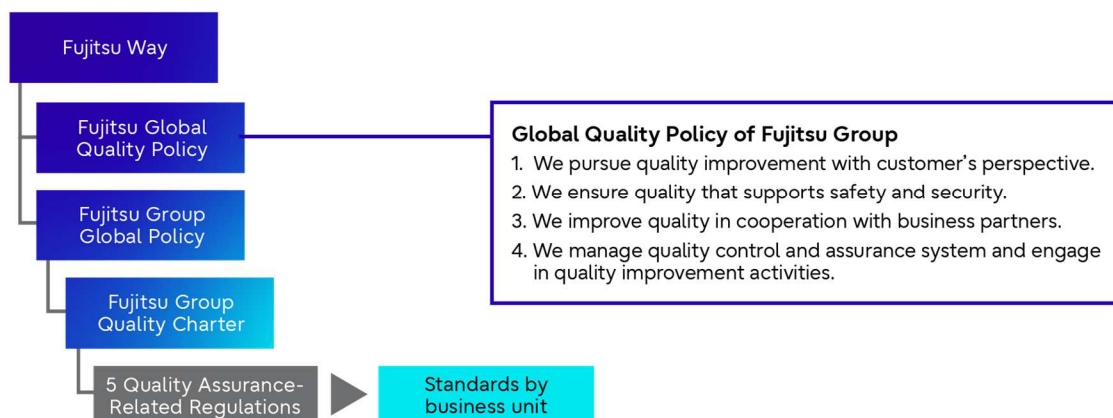 Fujitsu Way
Fujitsu Global
Quality Policy
Global Quality Policy of Fujitsu Group
1. We pursue quality improvement with customer's perspective.
2. We ensure quality that supports safety and security.
3. We improve quality in cooperation with business partners.
4. We manage quality control and assurance system and engage
in quality improvement activities.
Fujitsu Group
Global Policy
Fujitsu Group
Quality Charter
5 Quality Assurance-
Related Regulations
Standards by
business unit